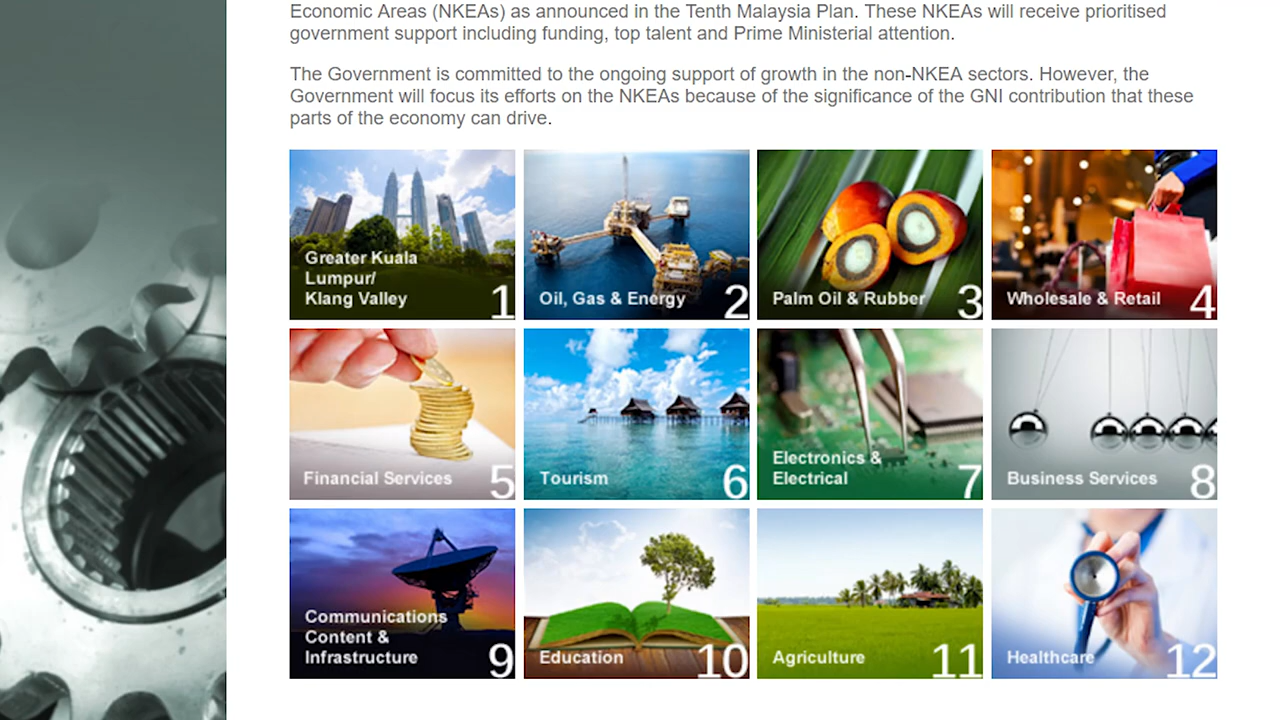 Economic Areas (NKEAs) as announced in the Tenth Malaysia Plan. These NKEAs will receive prioritised
government support including funding, top talent and Prime Ministerial attention.
The Government is committed to the ongoing support of growth in the non-NKEA sectors. However, the
Government will focus its efforts on the NKEAs because of the significance of the GNI contribution that these
parts of the economy can drive.
Greater Kuala
Lumpur/
Klang Valley
1
Oil, Gas & Energy
2
Palm Oil & Rubber
3
Wholesale & Retail
4
Financial Services
5
Tourism
6
Electronics &
Electrical
7
Business Services
8
Communications
Content &
Infrastructure
9
Education
10
Agriculture
11
Healthcare
12